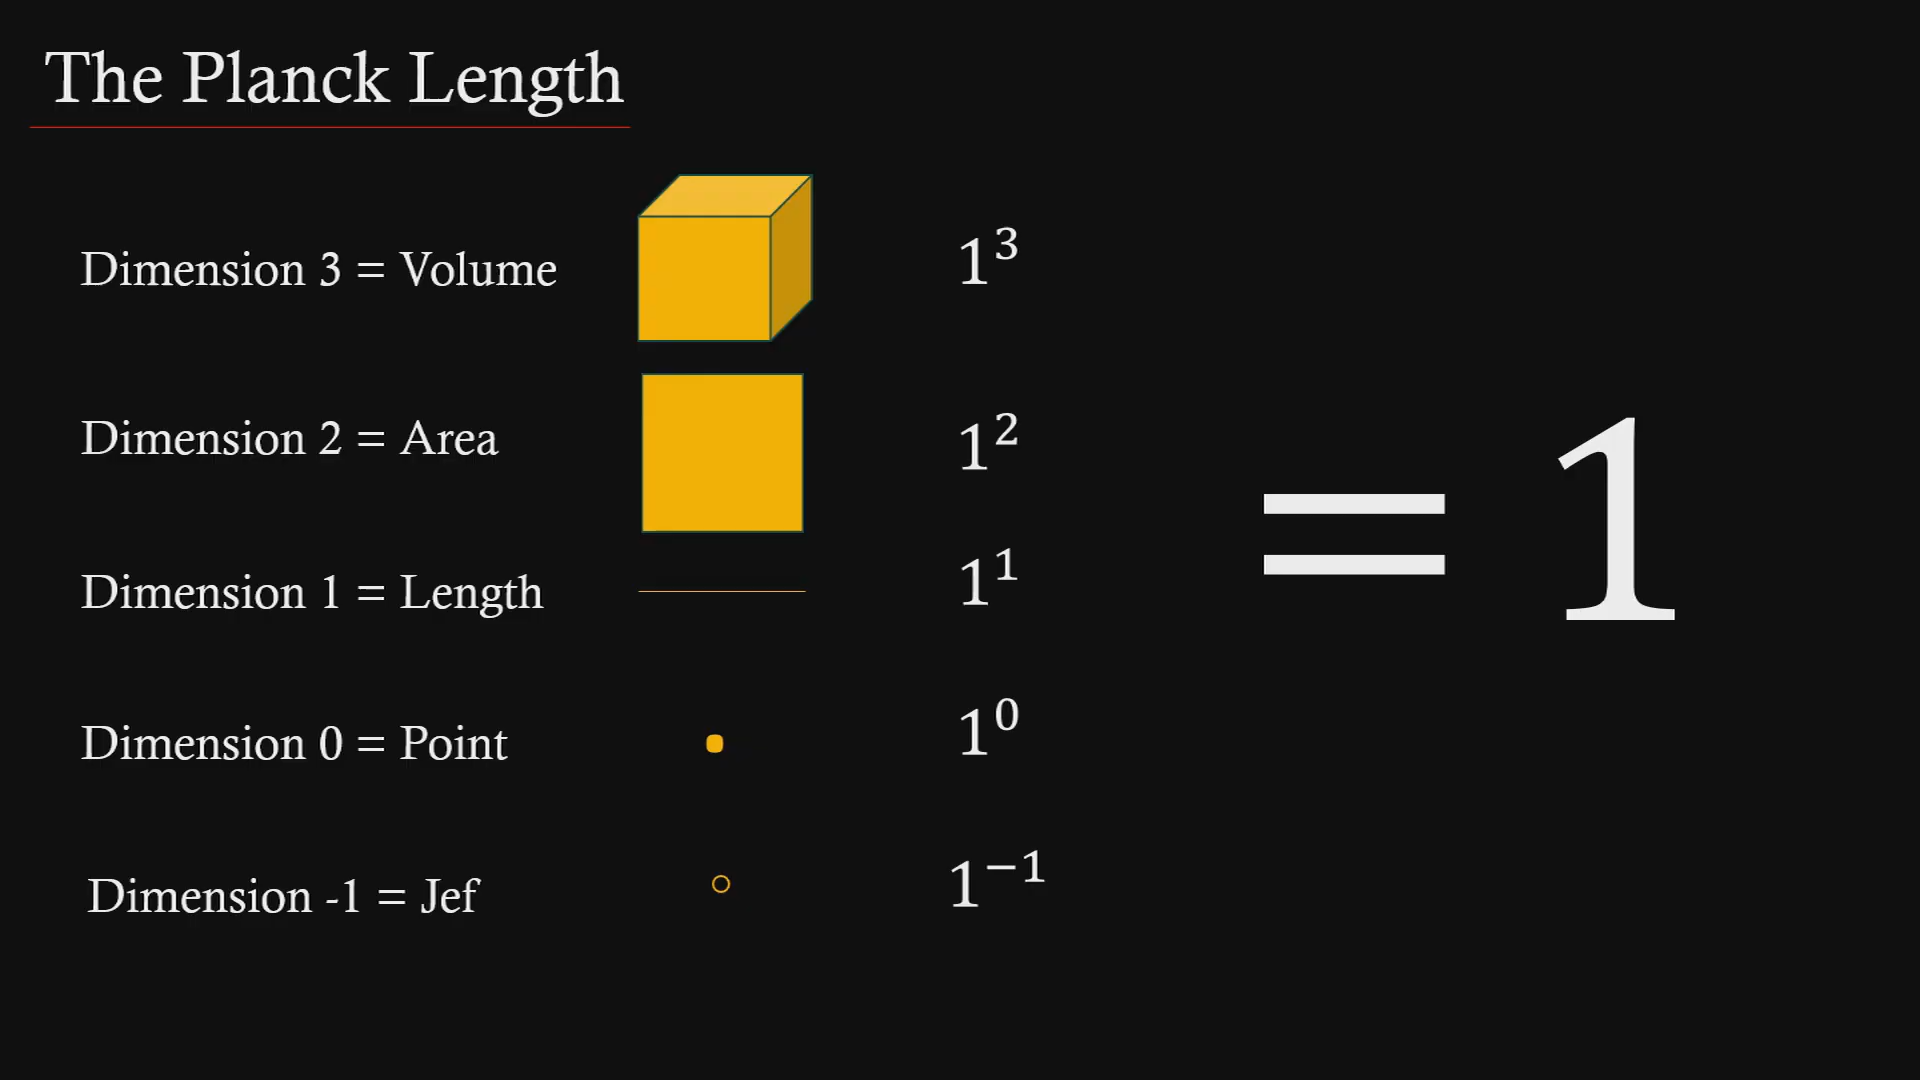 The Planck Length
Dimension 3 = Volume 1³
Dimension 2 = Area 1²
Dimension 1 = Length 1¹
= 1
Dimension 0 = Point 1⁰
Dimension -1 = Jef 1⁻¹